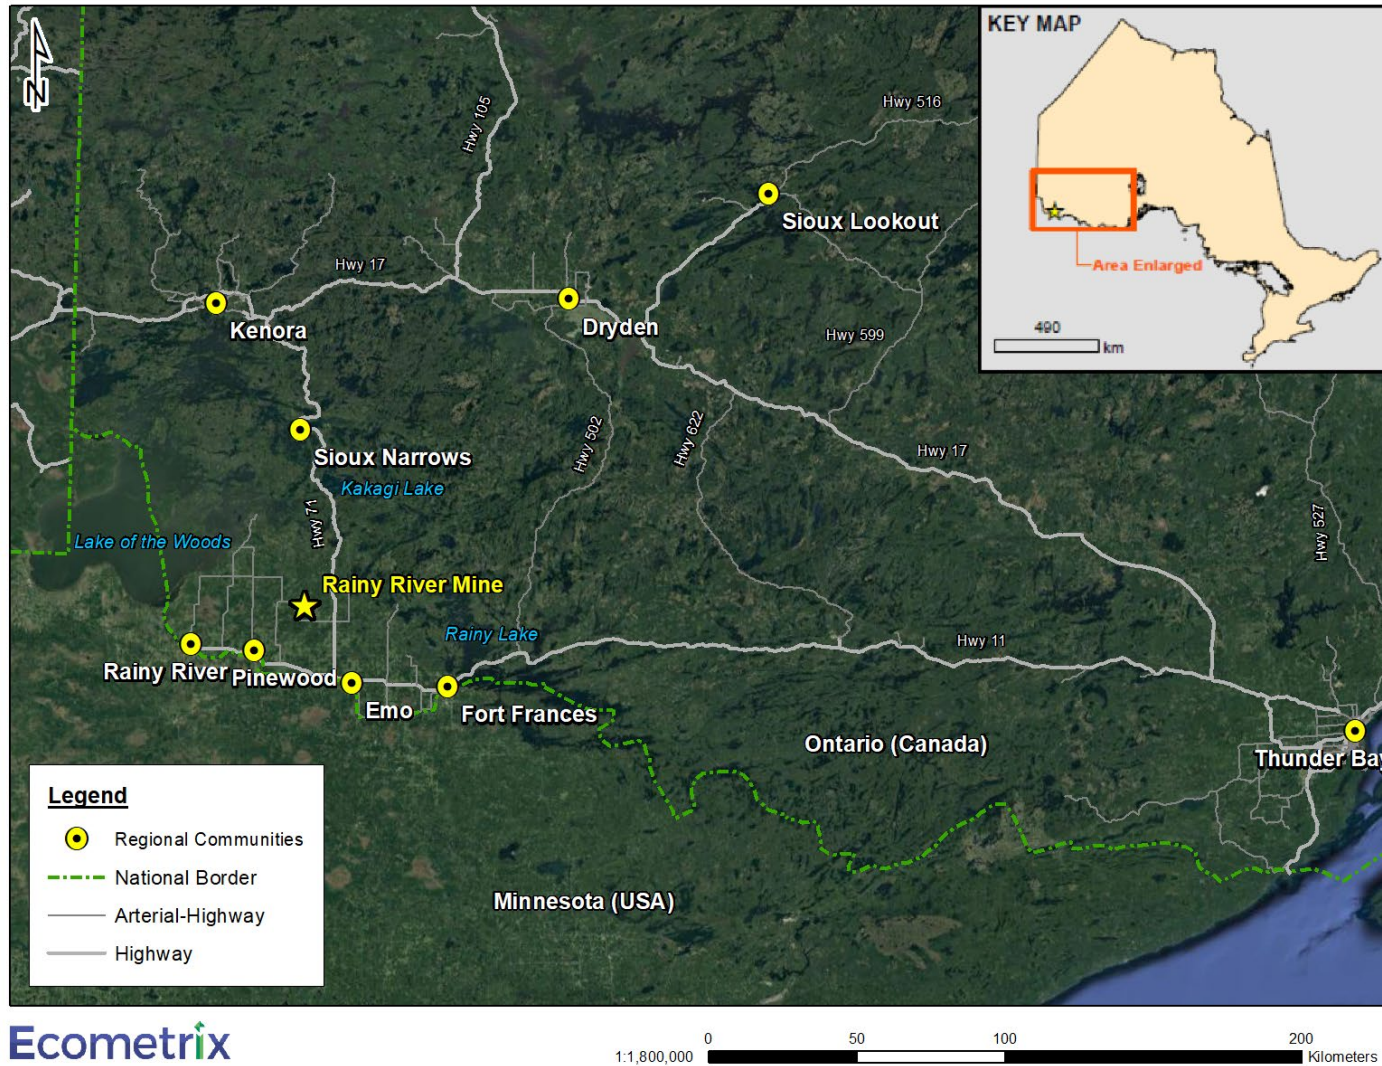 KEY MAP
490
km
Area Enlarged
N
Hwy 105
Hwy 516
Sioux Lookout
Hwy 17
Kenora
Dryden
Hwy 599
Sioux Narrows
Kakagi Lake
Hwy 502
Hwy 622
Hwy 17
Hwy 71
Hwy 527
Lake of the Woods
Rainy River Mine
Rainy Lake
Hwy 11
Rainy River
Pinewood
Emo
Fort Frances
Ontario (Canada)
Thunder Bay
Minnesota (USA)
Legend
Regional Communities
National Border
Arterial-Highway
Highway
Ecometrix
1:1,800,000
0 50 100 200
Kilometers